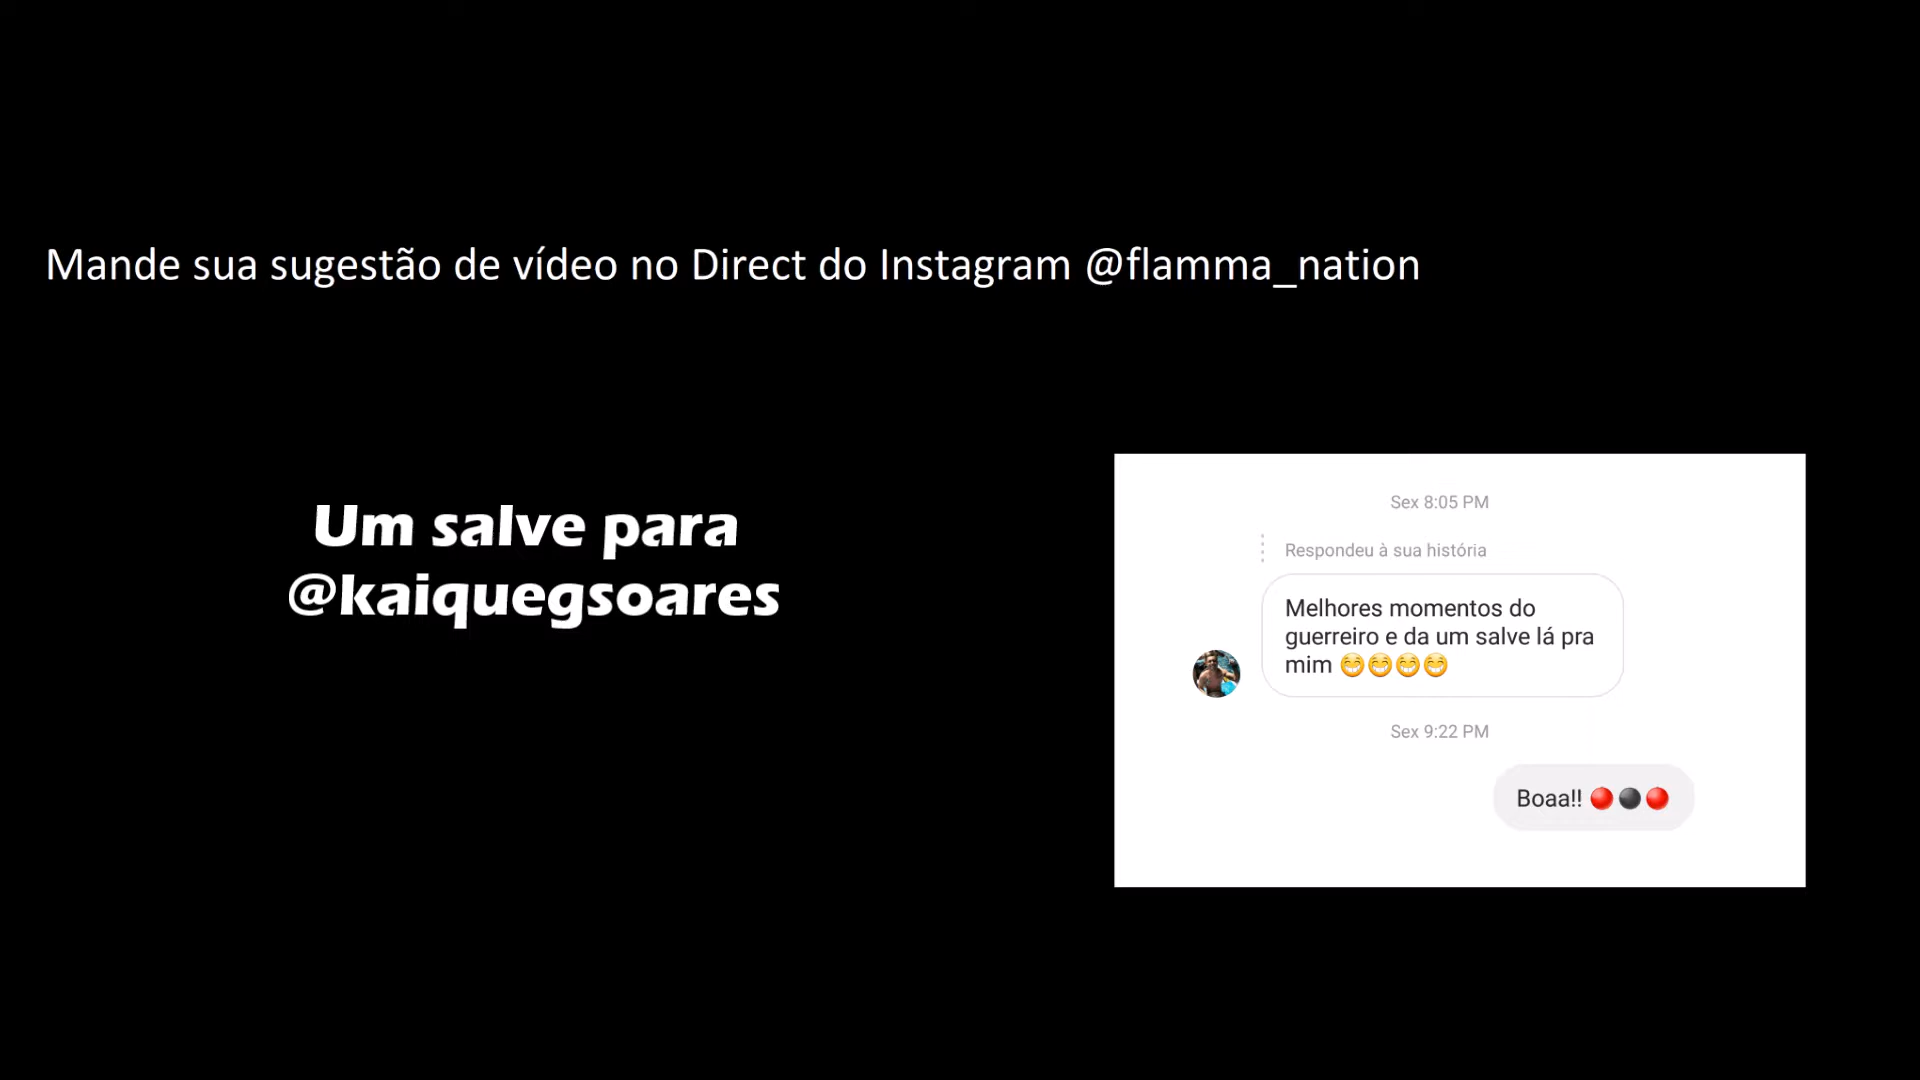 Mande sua sugestão de vídeo no Direct do Instagram @flamma_nation
Um salve para
@kaiquegsoares
Sex 8:05 PM
Respondeu à sua história
Melhores momentos do
guerreiro e da um salve lá pra
mim 😁😁😁😁
Sex 9:22 PM
Boaa!! 🔴⚫🔴